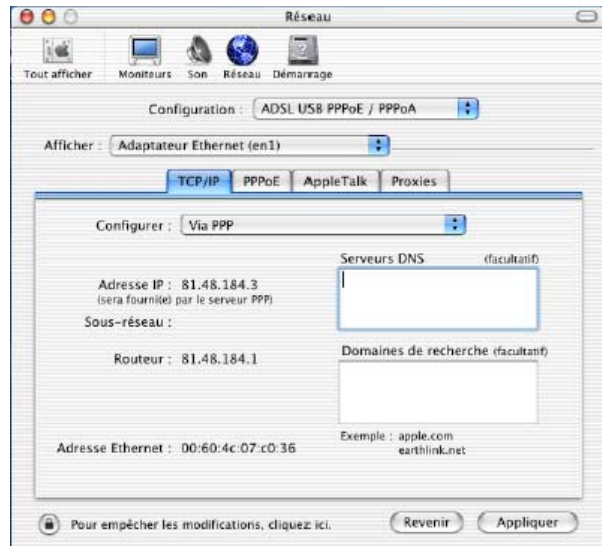 Réseau
Tout afficher Moniteurs Son Réseau Démarrage
Configuration : ADSL USB PPPoE / PPPoA
Afficher : Adaptateur Ethernet (en1)
TCP/IP PPPoE AppleTalk Proxies
Configurer : Via PPP
Serveurs DNS (facultatif)
Adresse IP : 81.48.184.3
(sera fournit(e) par le serveur PPP)
Sous-réseau :
Domaines de recherche (facultatif)
Routeur : 81.48.184.1
Exemple : apple.com
earthlink.net
Adresse Ethernet : 00:60:4c:07:c0:36
Pour empêcher les modifications, cliquez ici. Revenir Appliquer